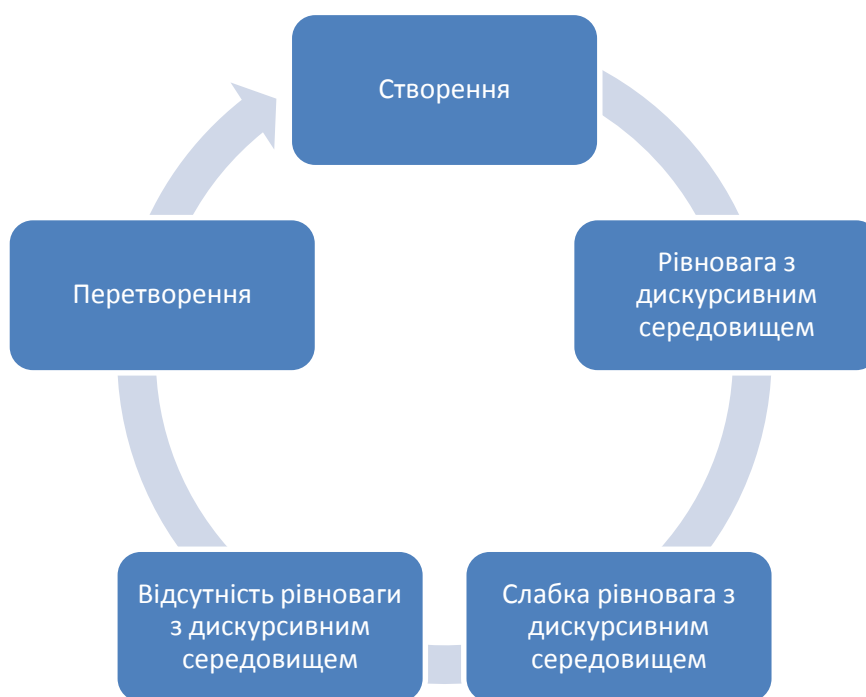 Створення
Рівновага з
дискурсивним
середовищем
Слабка рівновага з
дискурсивним
середовищем
Відсутність рівноваги
з дискурсивним
середовищем
Перетворення